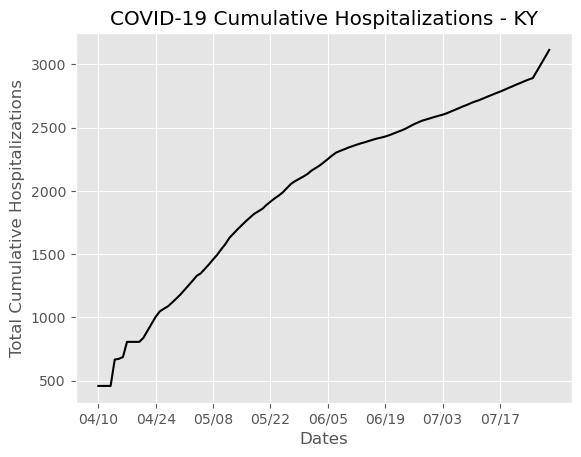 COVID-19 Cumulative Hospitalizations - KY
Total Cumulative Hospitalizations
3000
2500
2000
1500
1000
500
04/10 04/24 05/08 05/22 06/05 06/19 07/03 07/17
Dates